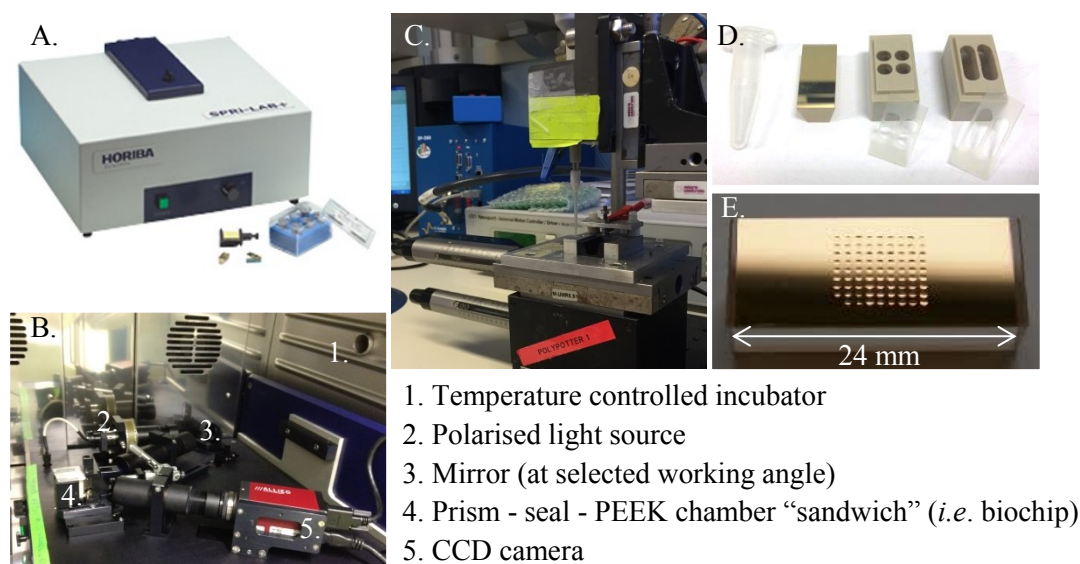 A.
SPRi-LAB+
HORIBA
B.
1.
2.
3.
4.
ALLIED
5.
C.
POLYPOTTER 1
D.
E.
24 mm
1. Temperature controlled incubator
2. Polarised light source
3. Mirror (at selected working angle)
4. Prism - seal - PEEK chamber “sandwich” (i.e. biochip)
5. CCD camera